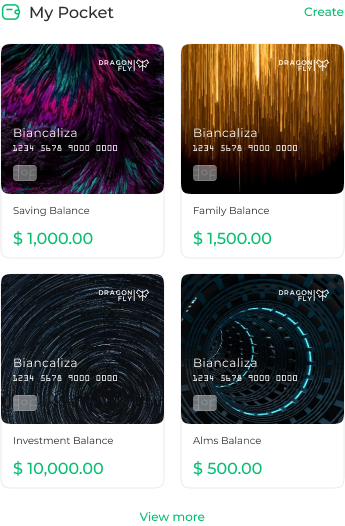 My Pocket
Create
DRAGON
FLY
Biancaliza
1234 5678 9000 0000
Saving Balance
$ 1,000.00
DRAGON
FLY
Biancaliza
1234 5678 9000 0000
Family Balance
$ 1,500.00
DRAGON
FLY
Biancaliza
1234 5678 9000 0000
Investment Balance
$ 10,000.00
DRAGON
FLY
Biancaliza
1234 5678 9000 0000
Alms Balance
$ 500.00
View more